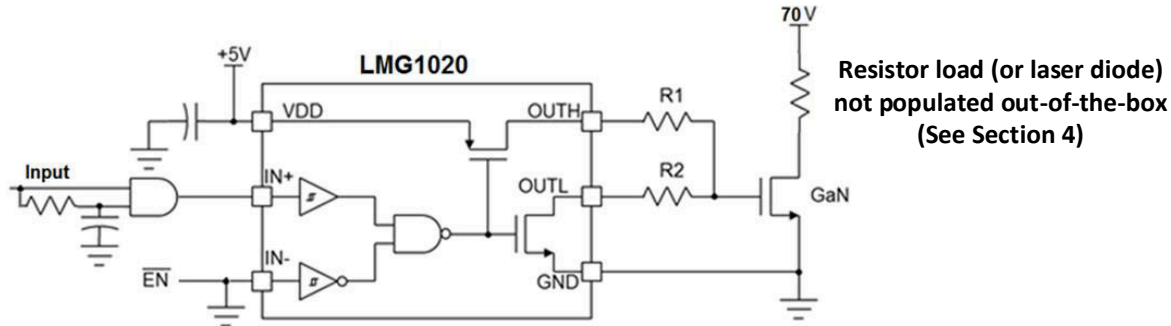 70V
+5V
LMG1020
Resistor load (or laser diode)
not populated out-of-the-box
(See Section 4)
VDD
OUTH
R1
Input
IN+
OUTL
R2
GaN
IN-
EN
GND